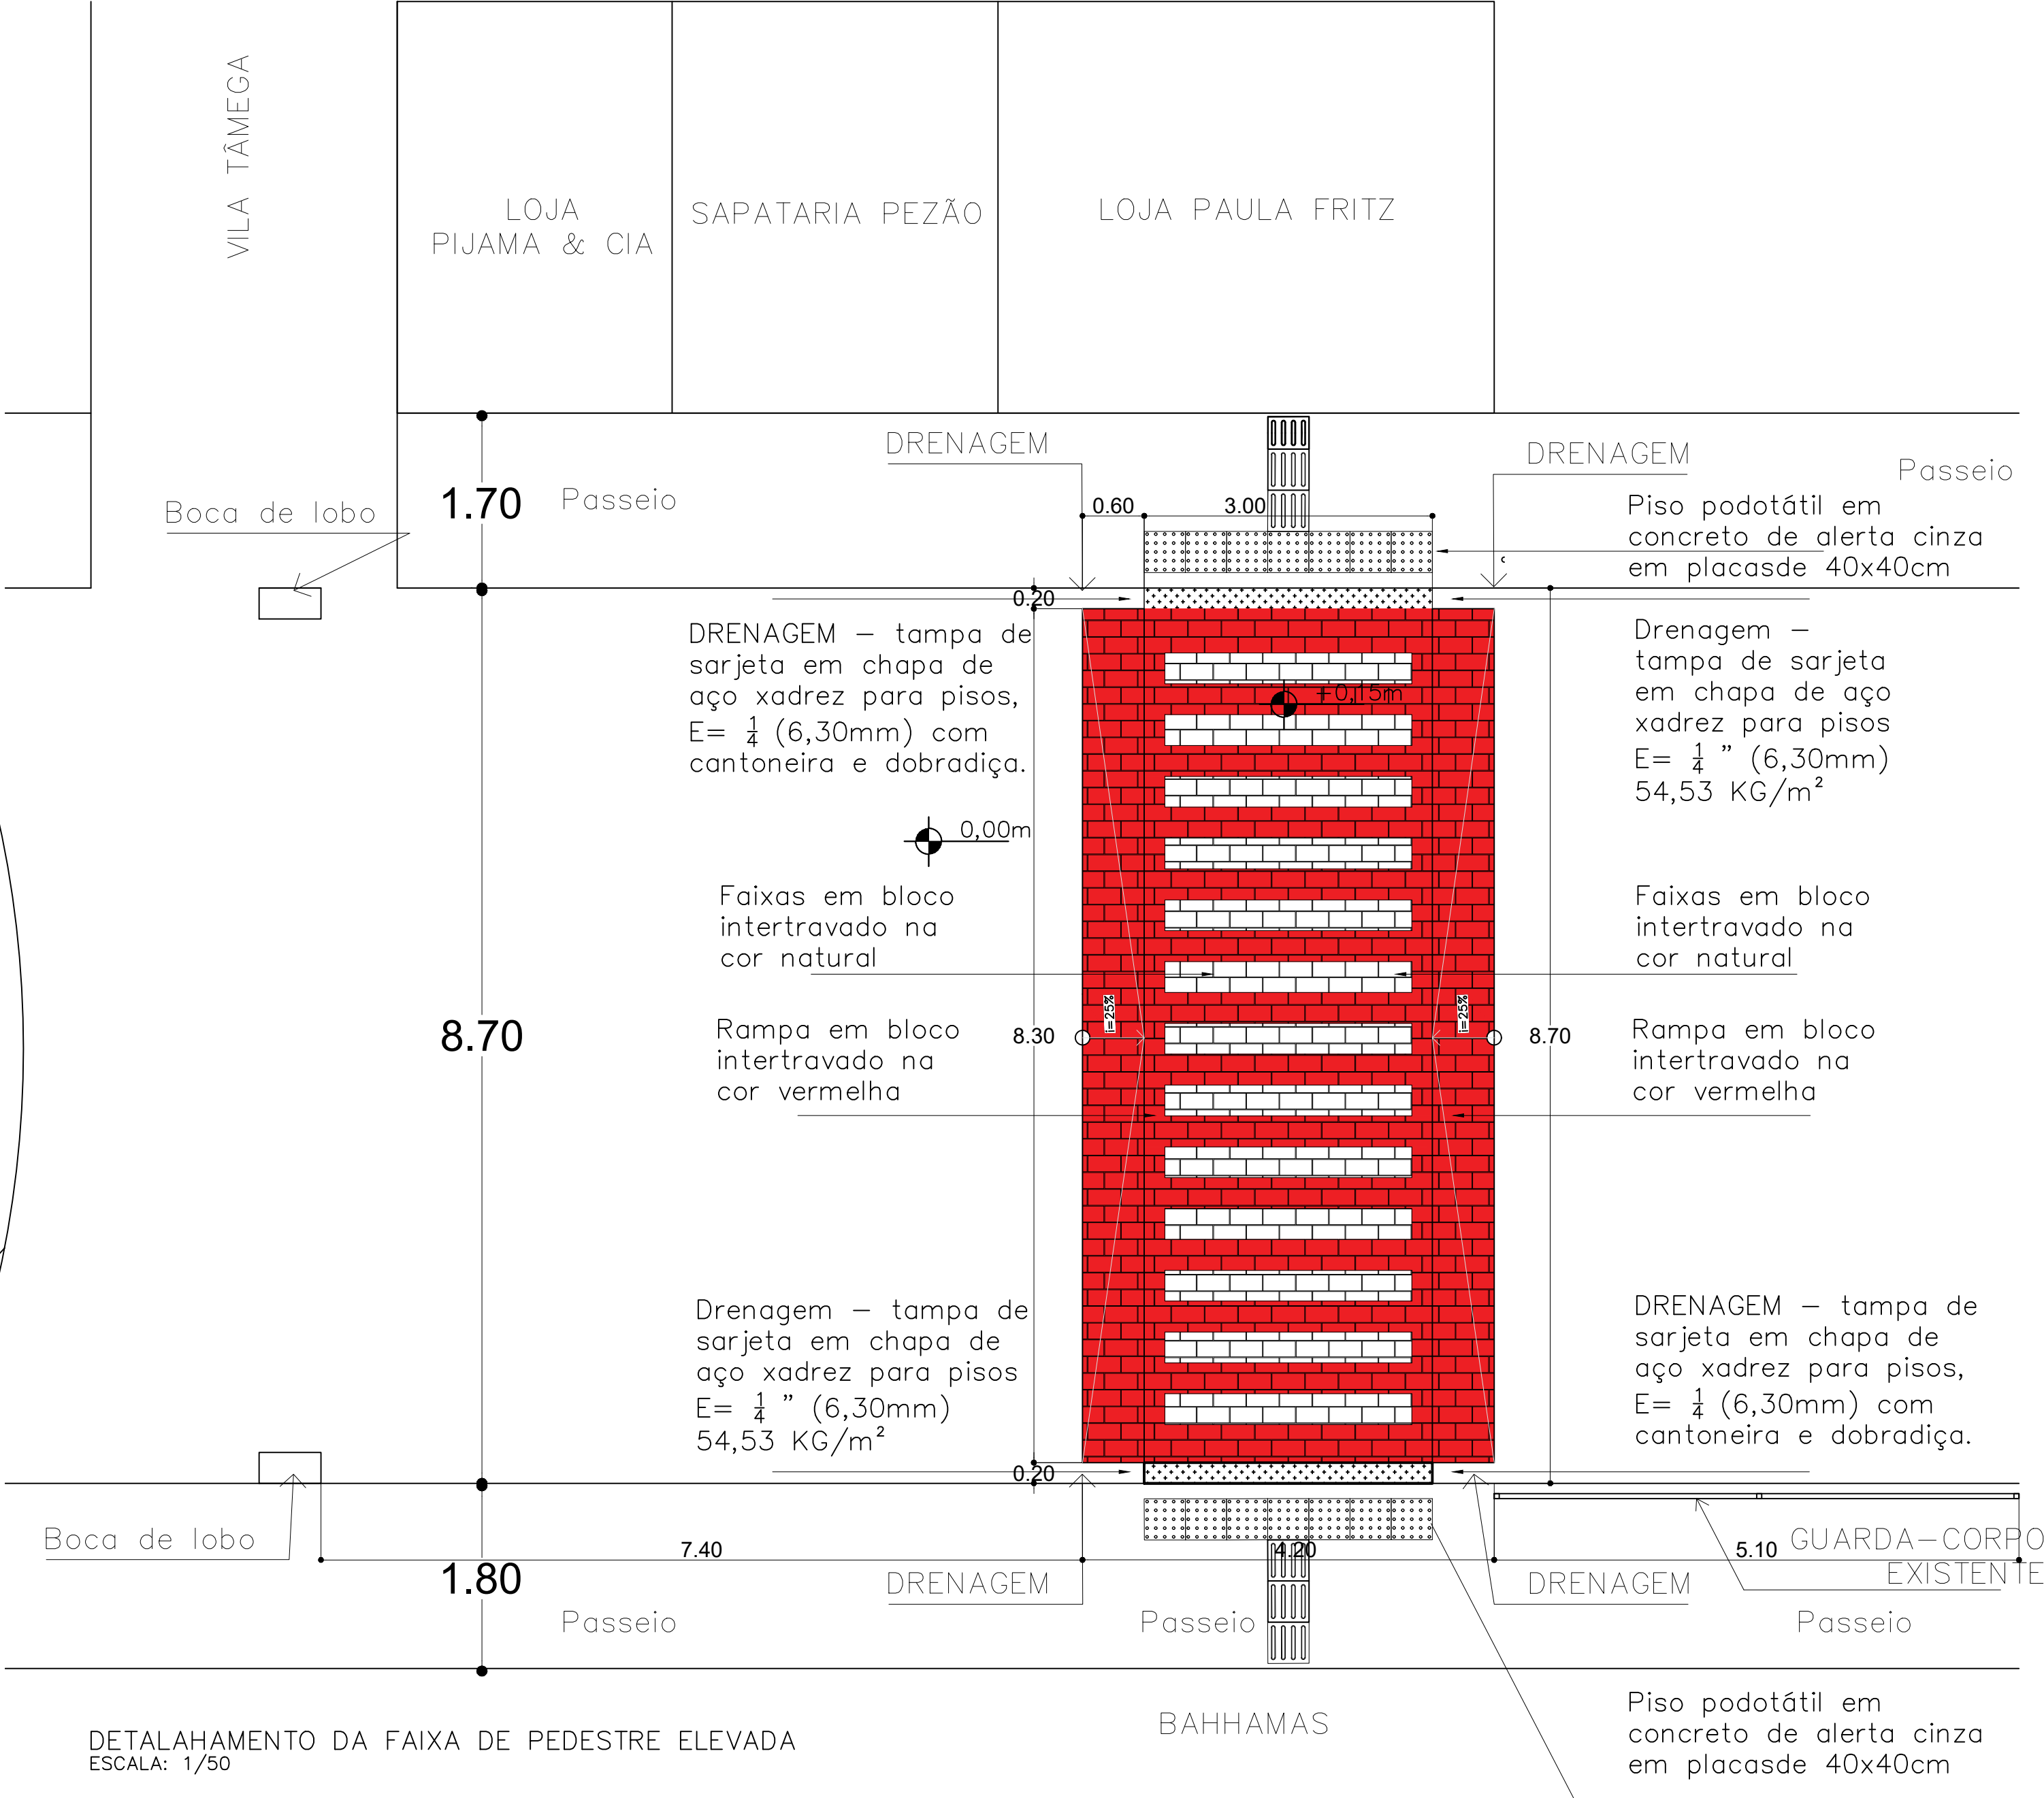 VILA TÂMEGA
LOJA
PIJAMA & CIA
SAPATARIA PEZÃO
LOJA PAULA FRITZ
DRENAGEM
DRENAGEM
Passeio
Boca de lobo
1.70
Passeio
0.60
3.00
Piso podotátil em
concreto de alerta cinza
em placasde 40x40cm
0.20
DRENAGEM – tampa de
sarjeta em chapa de
aço xadrez para pisos,
E= 1/4 (6,30mm) com
cantoneira e dobradiça.
Drenagem –
tampa de sarjeta
em chapa de aço
xadrez para pisos
E= 1/4 " (6,30mm)
54,53 KG/m²
+0,15m
0,00m
Faixas em bloco
intertravado na
cor natural
Faixas em bloco
intertravado na
cor natural
i=25%
i=25%
8.70
Rampa em bloco
intertravado na
cor vermelha
8.30
8.70
Rampa em bloco
intertravado na
cor vermelha
Drenagem – tampa de
sarjeta em chapa de
aço xadrez para pisos
E= 1/4 " (6,30mm)
54,53 KG/m²
DRENAGEM – tampa de
sarjeta em chapa de
aço xadrez para pisos,
E= 1/4 (6,30mm) com
cantoneira e dobradiça.
0.20
Boca de lobo
7.40
4.20
5.10
GUARDA-CORPO
EXISTENTE
1.80
DRENAGEM
DRENAGEM
Passeio
Passeio
Passeio
BAHHAMAS
Piso podotátil em
concreto de alerta cinza
em placasde 40x40cm
DETALAHAMENTO DA FAIXA DE PEDESTRE ELEVADA
ESCALA: 1/50